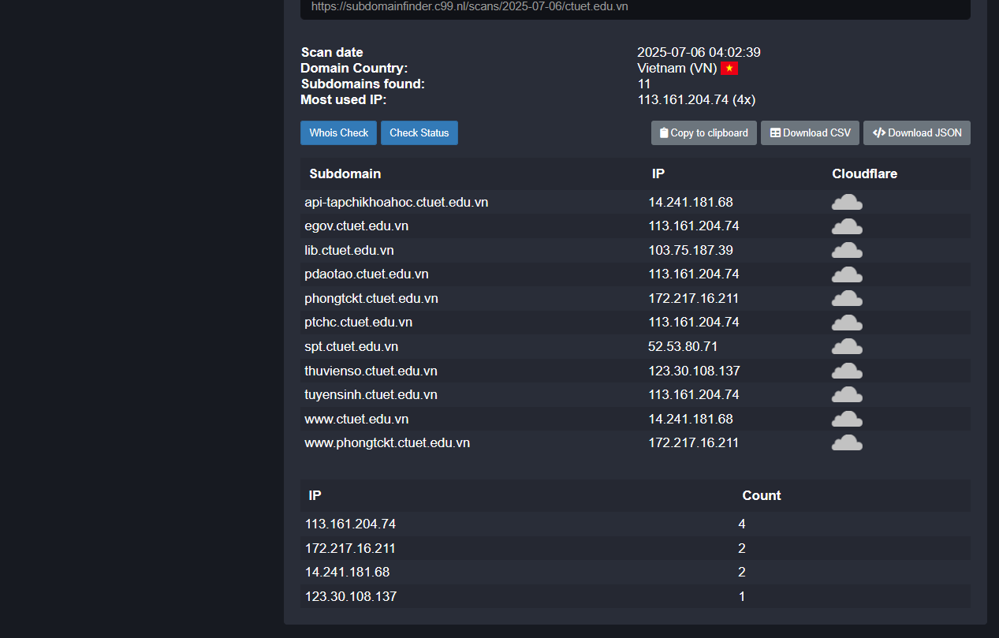 https://subdomainfinder.c99.nl/scans/2025-07-06/ctuet.edu.vn
Scan date 2025-07-06 04:02:39
Domain Country: Vietnam (VN)
Subdomains found: 11
Most used IP: 113.161.204.74 (4x)
Whois Check Check Status Copy to clipboard Download CSV Download JSON
Subdomain IP Cloudflare
api-tapchikhoahoc.ctuet.edu.vn 14.241.181.68
egov.ctuet.edu.vn 113.161.204.74
lib.ctuet.edu.vn 103.75.187.39
pdaotao.ctuet.edu.vn 113.161.204.74
phongtckt.ctuet.edu.vn 172.217.16.211
ptchc.ctuet.edu.vn 113.161.204.74
spt.ctuet.edu.vn 52.53.80.71
thuvienso.ctuet.edu.vn 123.30.108.137
tuyensinh.ctuet.edu.vn 113.161.204.74
www.ctuet.edu.vn 14.241.181.68
www.phongtckt.ctuet.edu.vn 172.217.16.211
IP Count
113.161.204.74 4
172.217.16.211 2
14.241.181.68 2
123.30.108.137 1